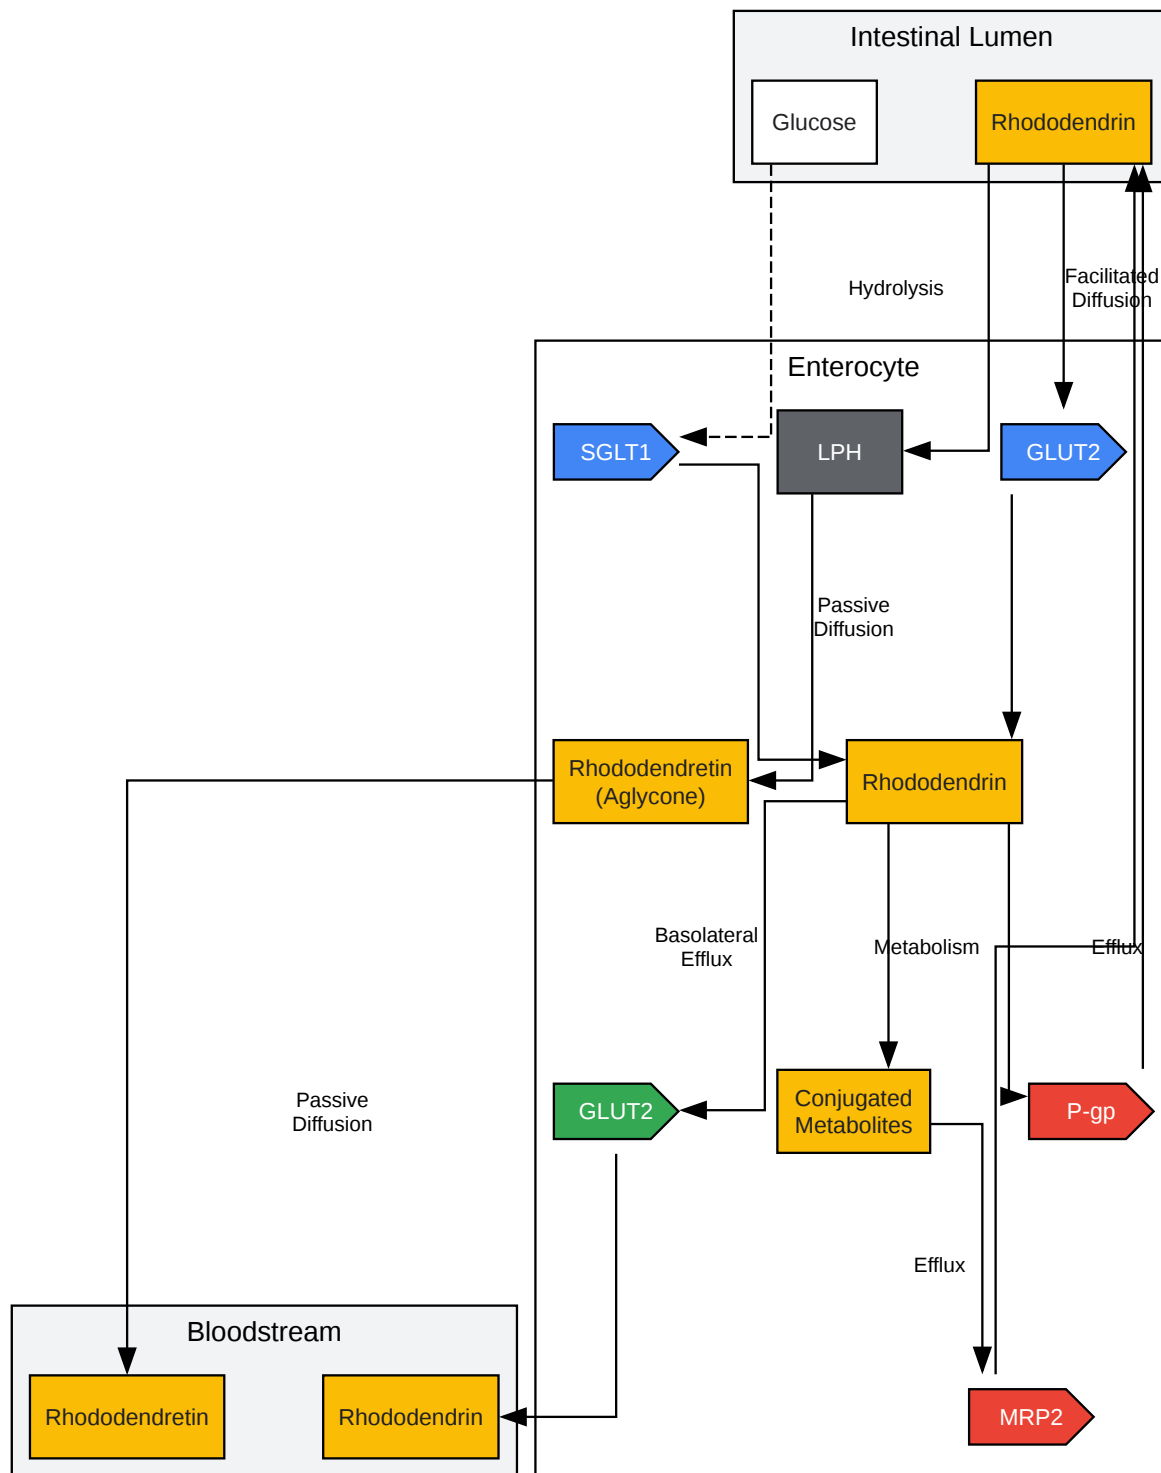 Intestinal Lumen
Glucose
Rhododendrin
Hydrolysis
Facilitated
Diffusion
Enterocyte
SGLT1
LPH
GLUT2
Passive
Diffusion
Rhododendretin
(Aglycone)
Rhododendrin
Basolateral
Efflux
Metabolism
Efflux
Passive
Diffusion
GLUT2
Conjugated
Metabolites
P-gp
Efflux
Bloodstream
Rhododendretin
Rhododendrin
MRP2